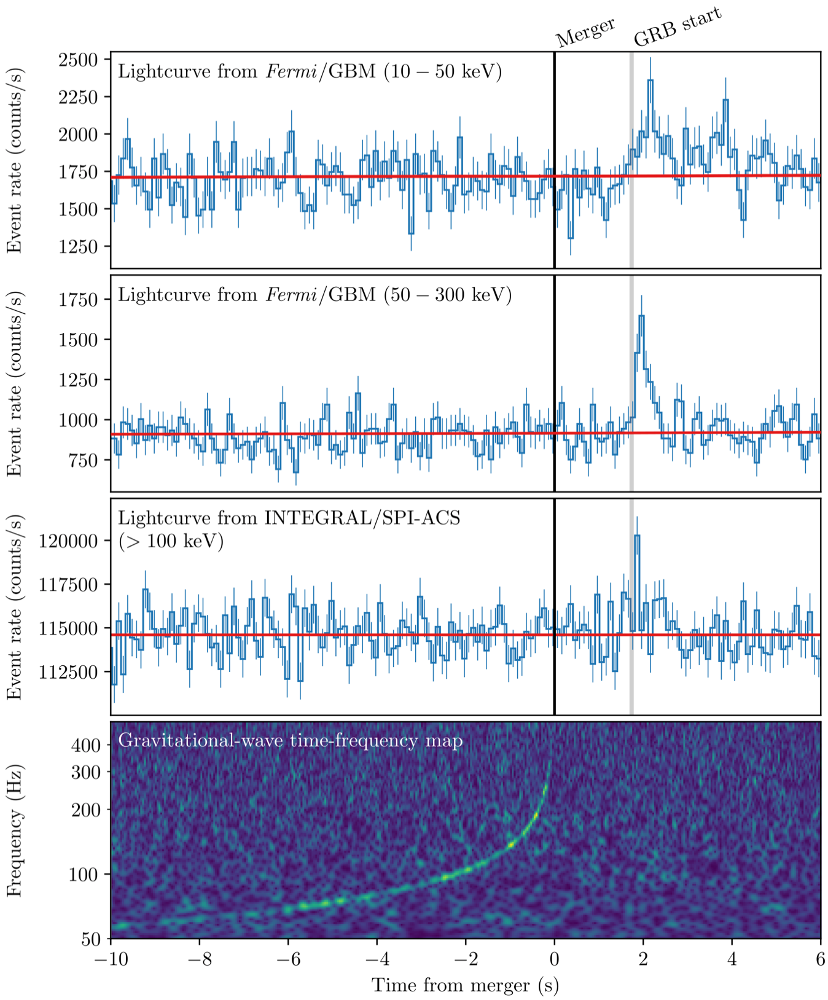 Merger
GRB start
Lightcurve from Fermi/GBM (10 – 50 keV)
Event rate (counts/s)
2500
2250
2000
1750
1500
1250
Lightcurve from Fermi/GBM (50 – 300 keV)
Event rate (counts/s)
1750
1500
1250
1000
750
Lightcurve from INTEGRAL/SPI-ACS
(> 100 keV)
Event rate (counts/s)
120000
117500
115000
112500
Gravitational-wave time-frequency map
Frequency (Hz)
400
300
200
100
50
−10 −8 −6 −4 −2 0 2 4 6
Time from merger (s)